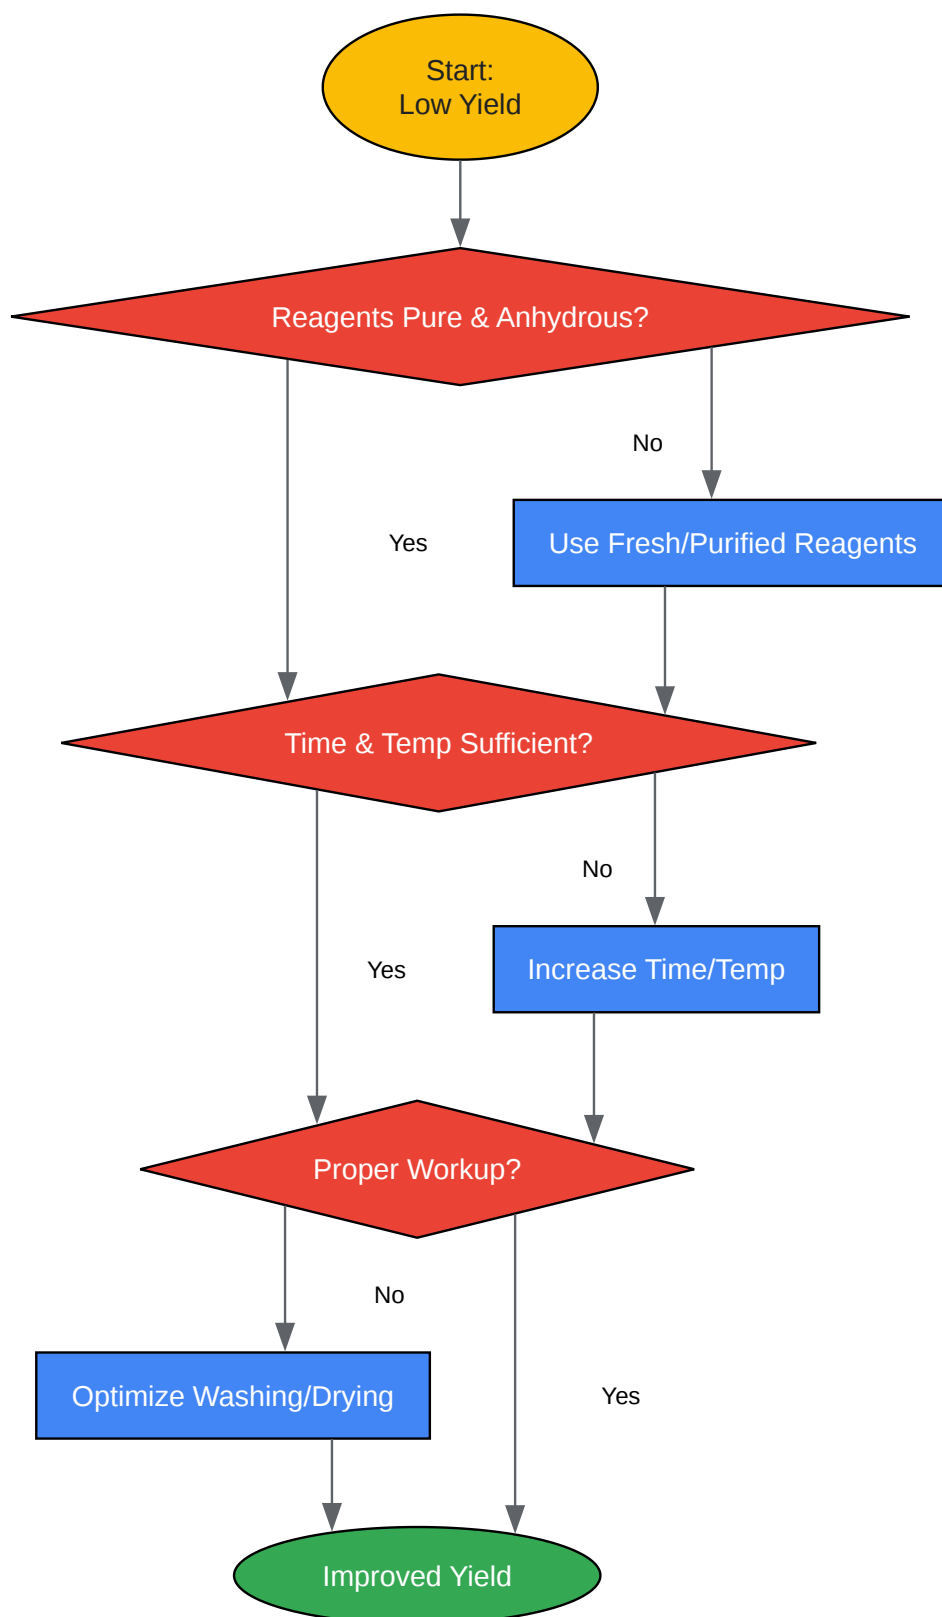 Start:
Low Yield
Reagents Pure & Anhydrous?
No
Yes
Use Fresh/Purified Reagents
Time & Temp Sufficient?
No
Yes
Increase Time/Temp
Proper Workup?
No
Optimize Washing/Drying
Yes
Improved Yield